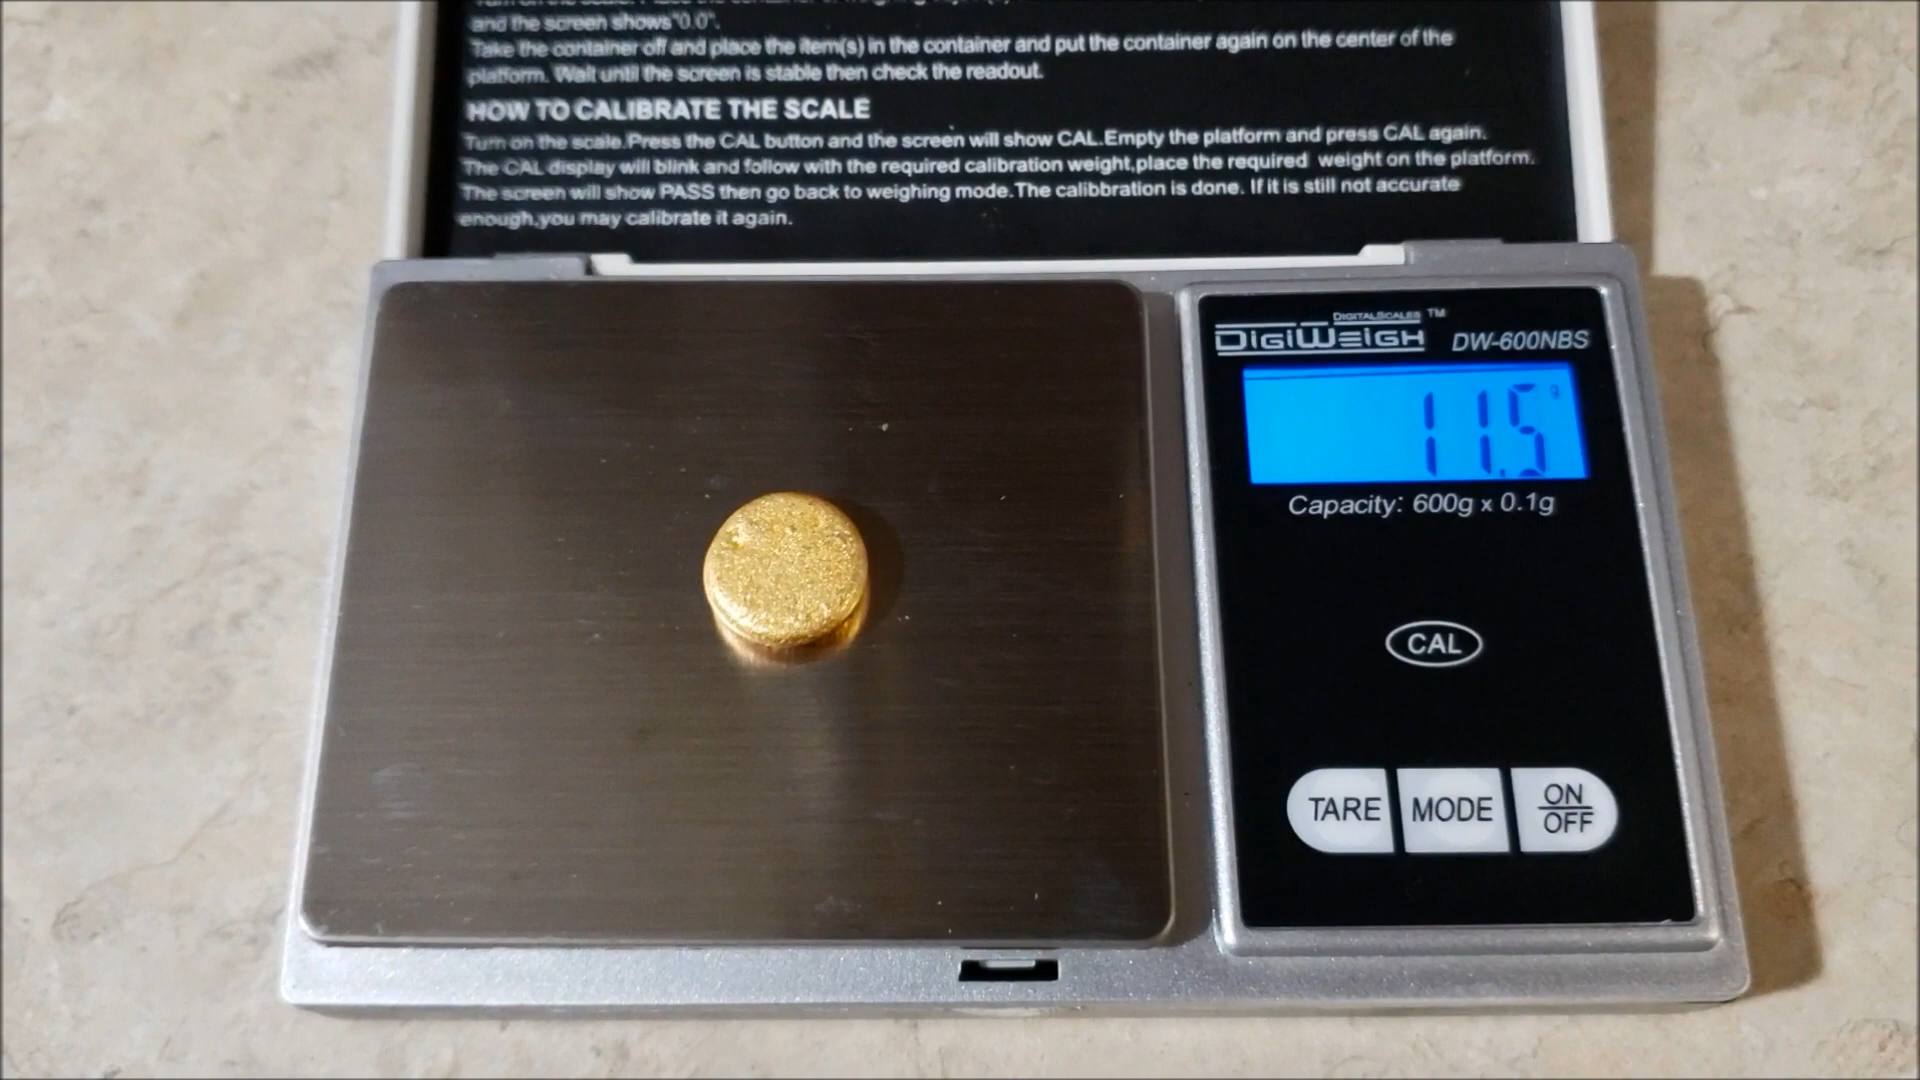 and the screen shows"0.0".
Take the container off and place the item(s) in the container and put the container again on the center of the
platform. Wait until the screen is stable then check the readout.
HOW TO CALIBRATE THE SCALE
Turn on the scale.Press the CAL button and the screen will show CAL.Empty the platform and press CAL again.
The CAL display will blink and follow with the required calibration weight,place the required weight on the platform.
The screen will show PASS then go back to weighing mode.The calibbration is done. If it is still not accurate
enough,you may calibrate it again.
DIGITALSCALES TM
DIGIWEIGH DW-600NBS
11.5 g
Capacity: 600g x 0.1g
CAL
TARE MODE ON
OFF